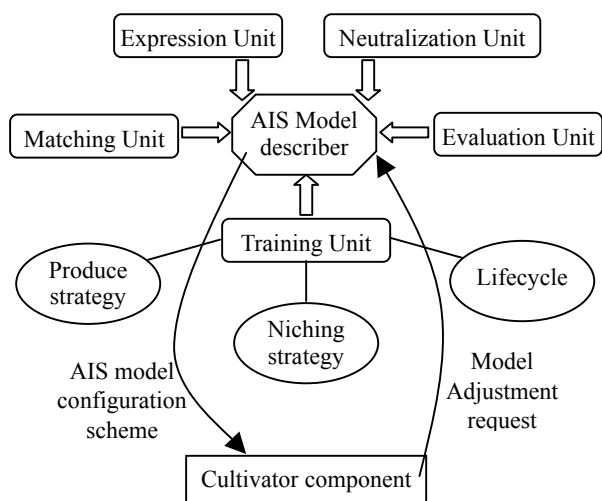 Expression Unit
Neutralization Unit
AIS Model
describer
Matching Unit
Evaluation Unit
Training Unit
Produce
strategy
Lifecycle
Niching
strategy
AIS model
configuration
scheme
Model
Adjustment
request
Cultivator component